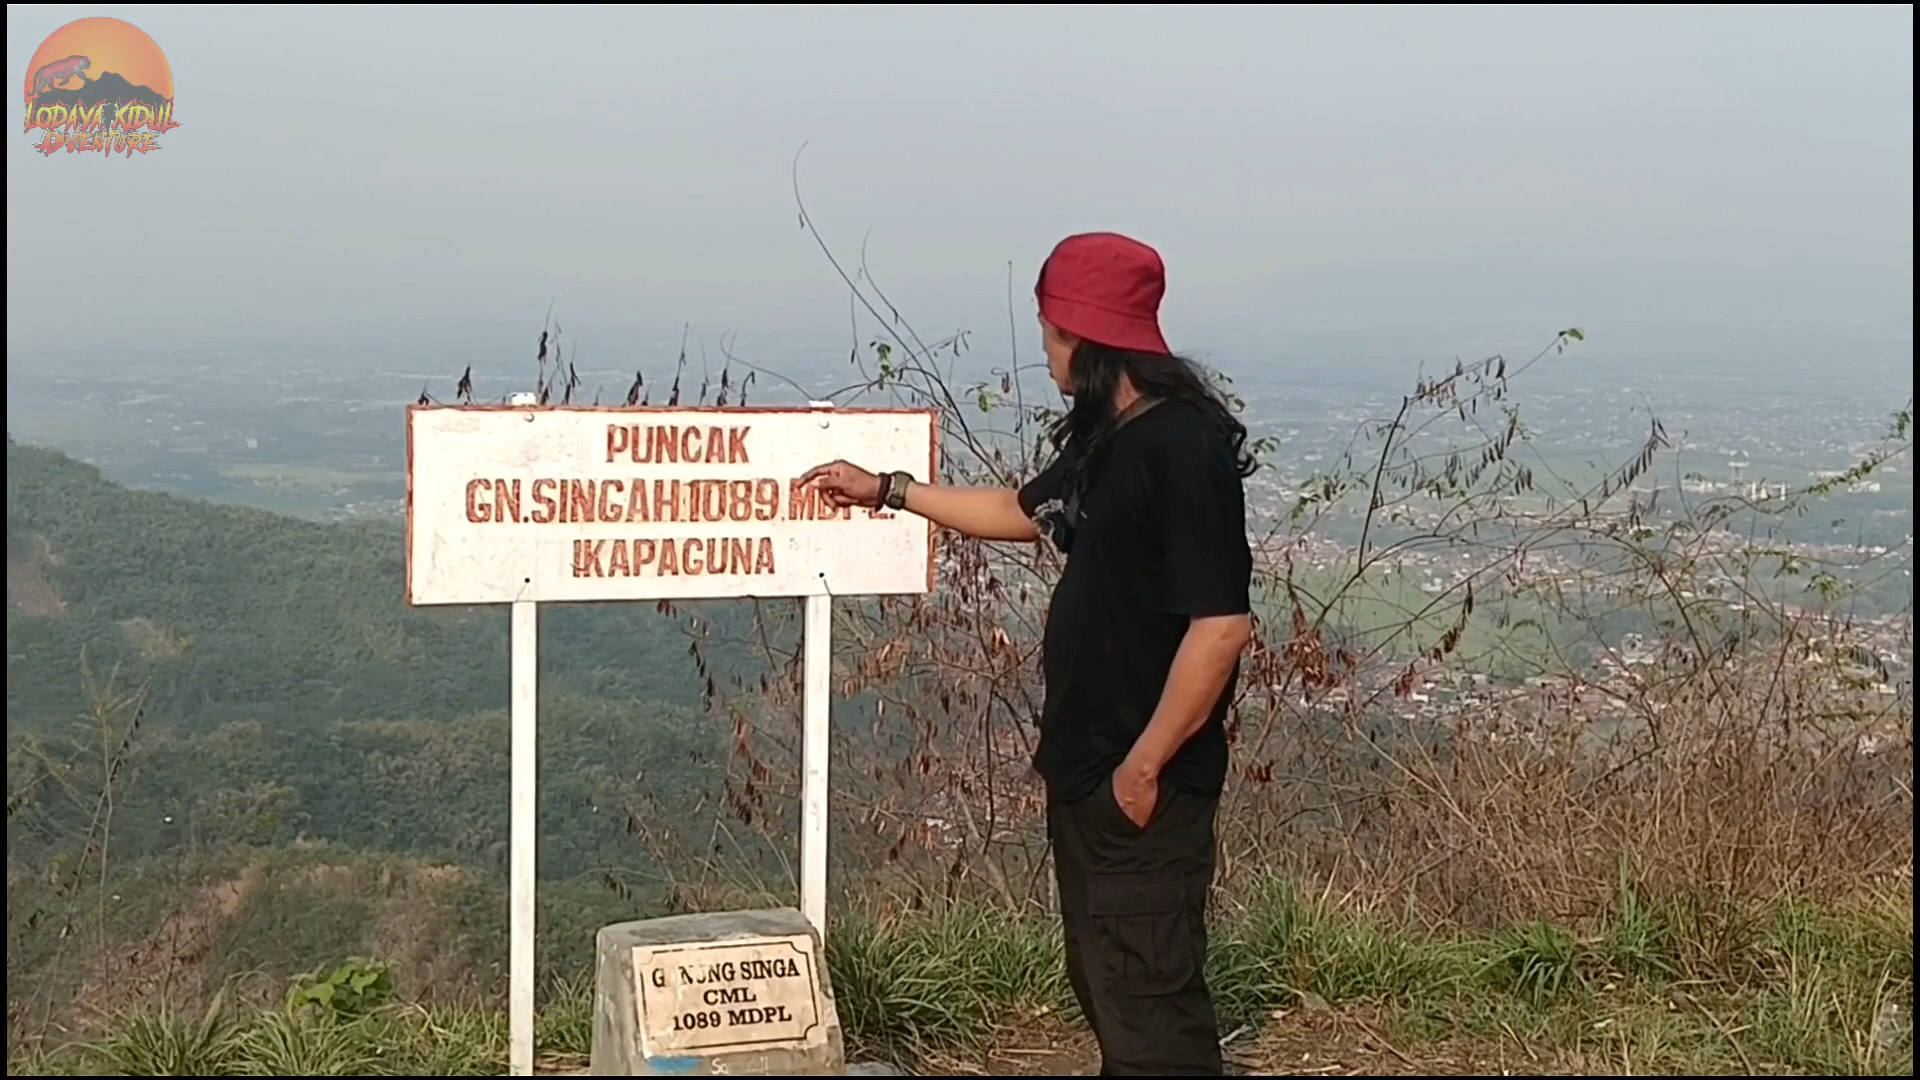 LODAYA KIDUL
ADVENTURE
PUNCAK
GN.SINGAH.1089.MDPL.
IKAPAGUNA
GUNUNG SINGA
CML
1089 MDPL